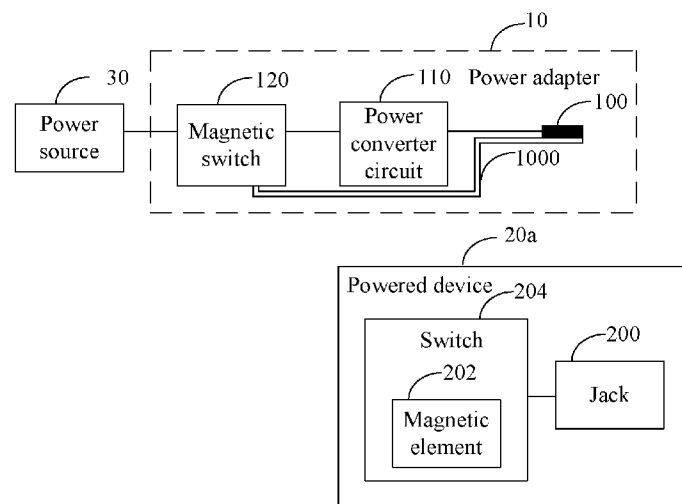 10
30
120
110
Power adapter
100
Power
source
Magnetic
switch
Power
converter
circuit
1000
20a
Powered device
204
200
Switch
202
Jack
Magnetic
element